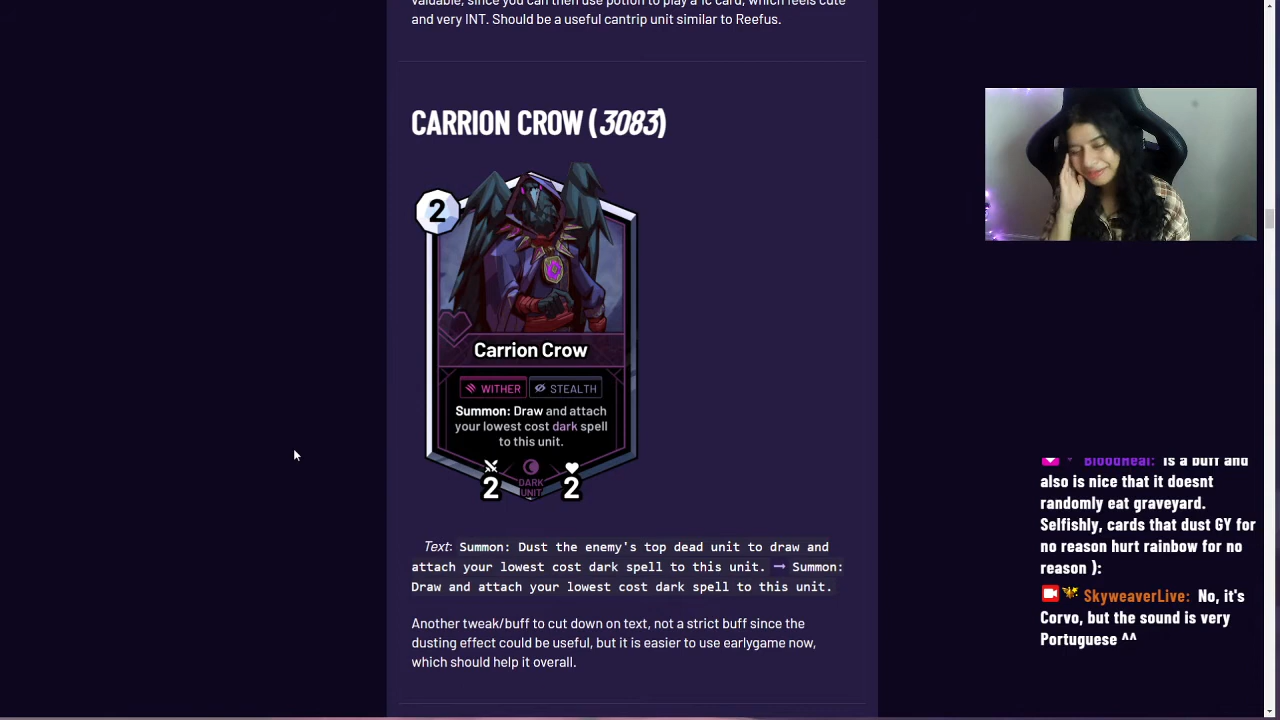 valuable, since you can then use potion to play a 1c card, which feels cute
and very INT. Should be a useful cantrip unit similar to Reefus.
CARRION CROW (3083)
2
Carrion Crow
WITHER STEALTH
Summon: Draw and attach
your lowest cost dark spell
to this unit.
2 DARK UNIT 2
Text: Summon: Dust the enemy's top dead unit to draw and
attach your lowest cost dark spell to this unit. → Summon:
Draw and attach your lowest cost dark spell to this unit.
Another tweak/buff to cut down on text, not a strict buff since the
dusting effect could be useful, but it is easier to use earlygame now,
which should help it overall.
BloodHeal: Is a buff and
also is nice that it doesnt
randomly eat graveyard.
Selfishly, cards that dust GY for
no reason hurt rainbow for no
reason ):
SkyweaverLive: No, it's
Corvo, but the sound is very
Portuguese ^^